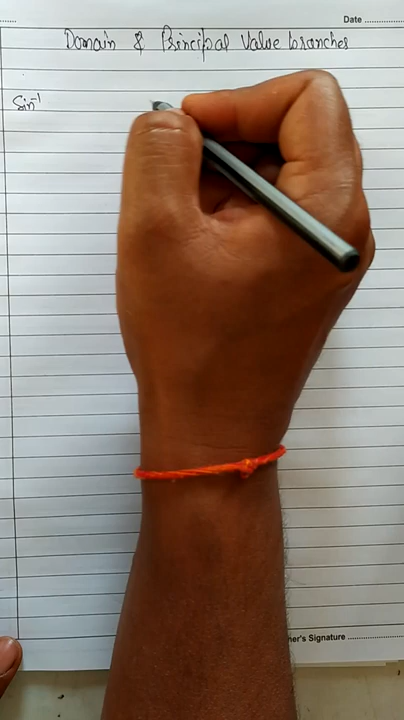 Date ..............
Domain & Principal Value branches
Sin⁻¹
her's Signature ..............